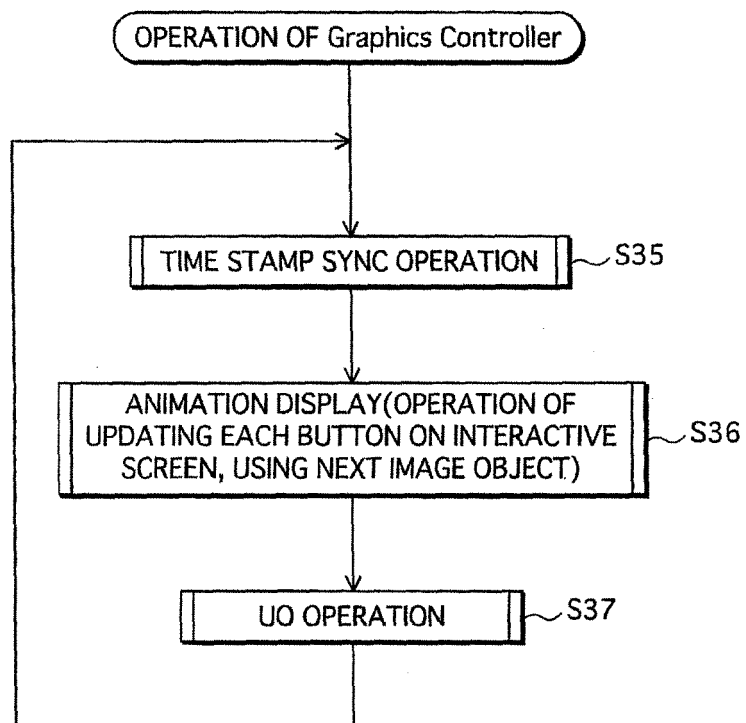 OPERATION OF Graphics Controller
TIME STAMP SYNC OPERATION
S35
ANIMATION DISPLAY(OPERATION OF
UPDATING EACH BUTTON ON INTERACTIVE
SCREEN, USING NEXT IMAGE OBJECT)
S36
UO OPERATION
S37